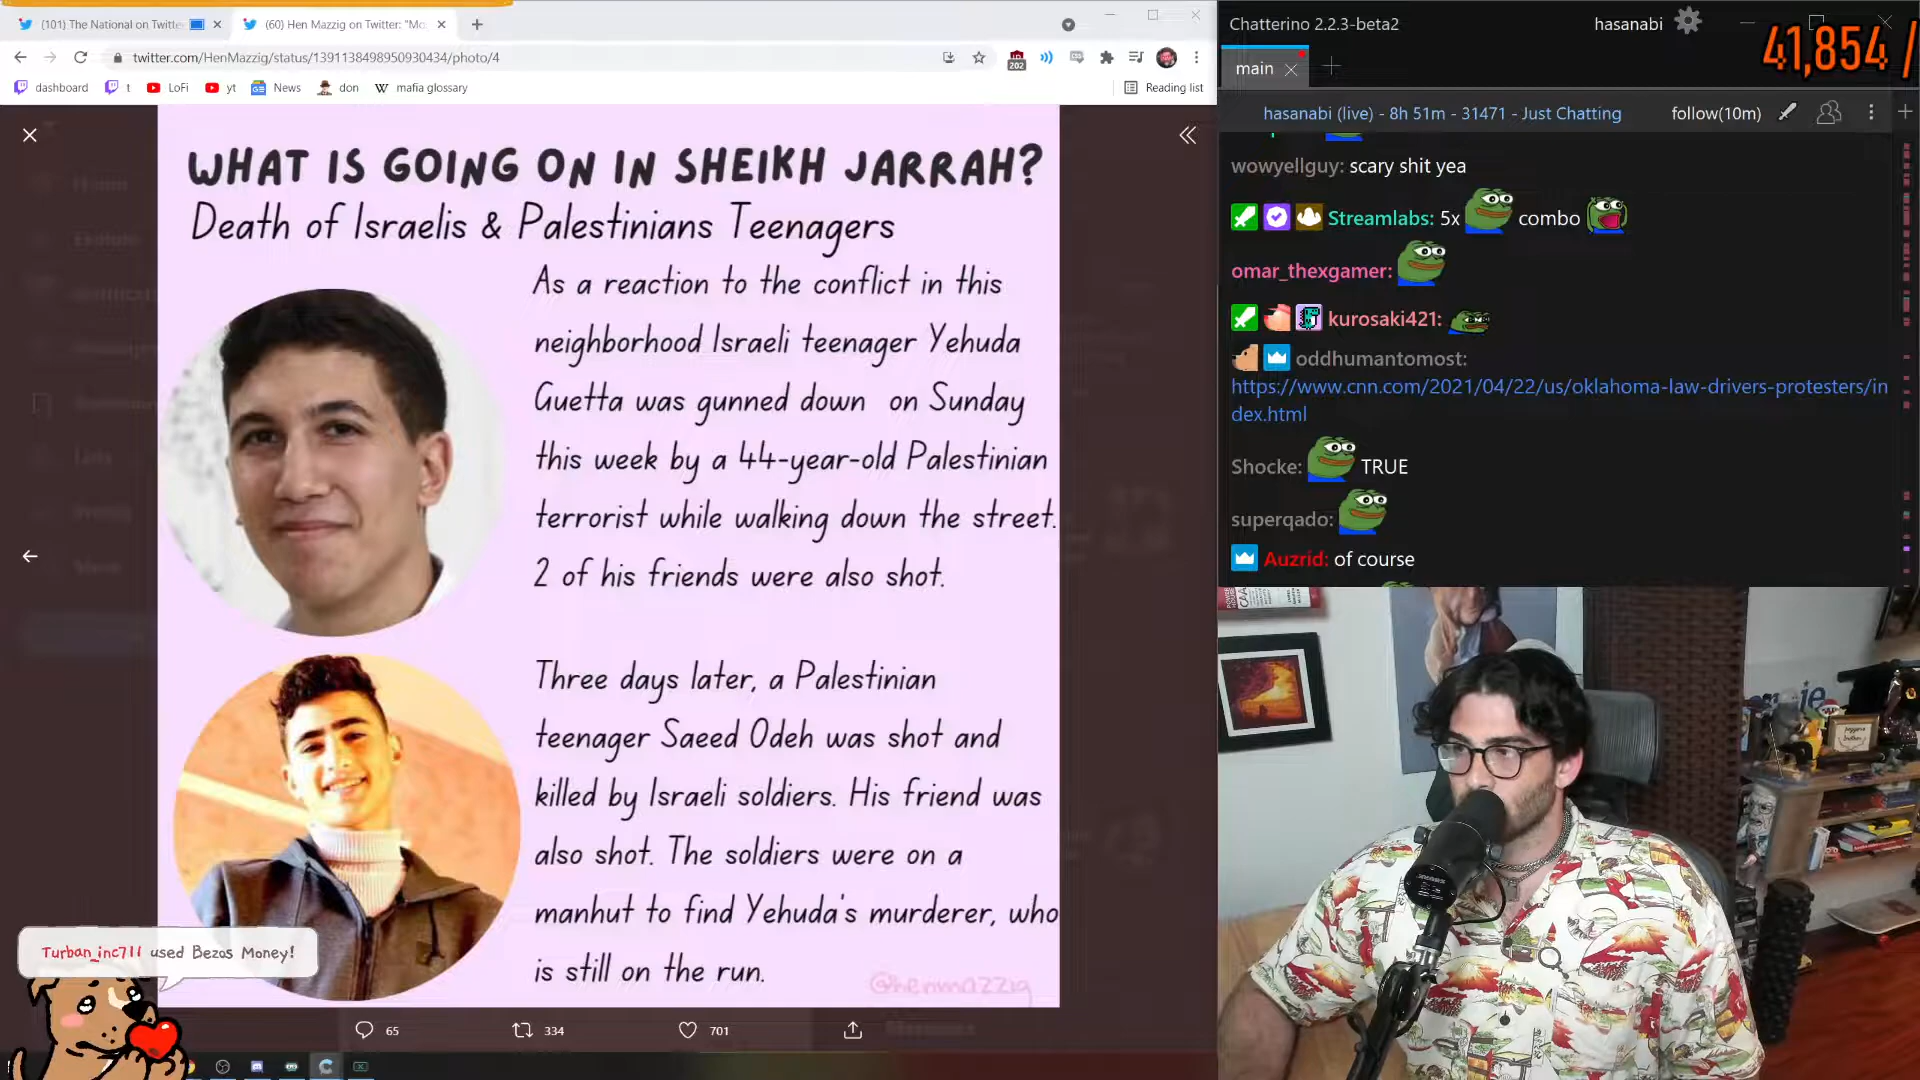 (101) The National on Twitte
(60) Hen Mazzig on Twitter: "Mo
twitter.com/HenMazzig/status/1391138498950930434/photo/4
202
dashboard
t
LoFi
yt
News
don
mafia glossary
Reading list
WHAT IS GOING ON IN SHEIKH JARRAH?
Death of Israelis & Palestinians Teenagers
As a reaction to the conflict in this
neighborhood Israeli teenager Yehuda
Guetta was gunned down on Sunday
this week by a 44-year-old Palestinian
terrorist while walking down the street.
2 of his friends were also shot.
Three days later, a Palestinian
teenager Saeed Odeh was shot and
killed by Israeli soldiers. His friend was
also shot. The soldiers were on a
manhut to find Yehuda's murderer, who
is still on the run.
@henmazzig
65
334
701
Turban_inc711 used Bezos Money!
Chatterino 2.2.3-beta2
hasanabi
41,854 /
main
hasanabi (live) - 8h 51m - 31471 - Just Chatting
follow(10m)
wowyellguy: scary shit yea
Streamlabs: 5x combo
omar_thexgamer:
kurosaki421:
oddhumantomost:
https://www.cnn.com/2021/04/22/us/oklahoma-law-drivers-protesters/in
dex.html
Shocke: TRUE
superqado:
Auzrid: of course